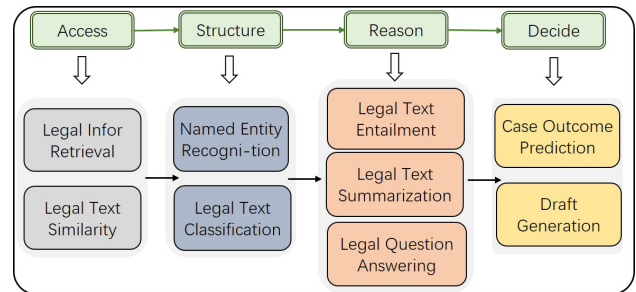 Access
Structure
Reason
Decide
Legal Infor
Retrieval
Legal Text
Similarity
Named Entity
Recogni-tion
Legal Text
Classification
Legal Text
Entailment
Legal Text
Summarization
Legal Question
Answering
Case Outcome
Prediction
Draft
Generation